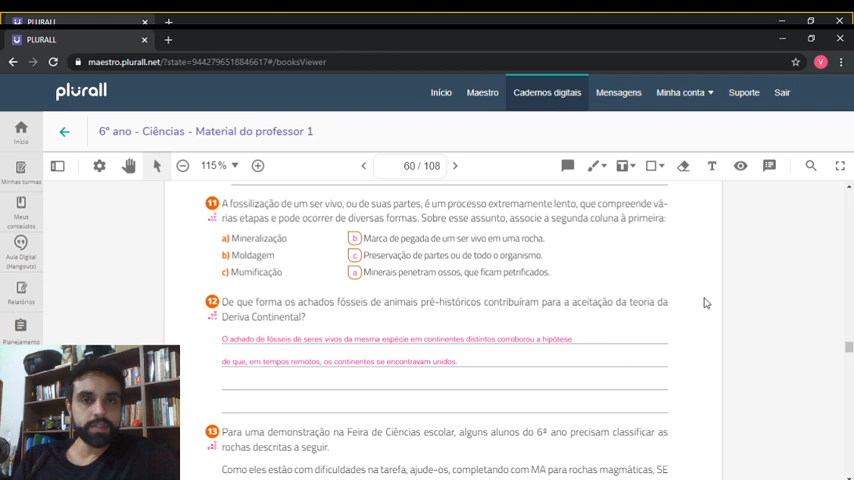 PLURALL
PLURALL
maestro.plurall.net/?state=9442796518846617#/booksViewer
V
plurall
Início
Maestro
Cadernos digitais
Mensagens
Minha conta
Suporte
Sair
6º ano - Ciências - Material do professor 1
115%
60 / 108
Início
Minhas turmas
Meus conteúdos
Aula Digital (Hangouts)
Relatórios
Planejamento
11 A fossilização de um ser vivo, ou de suas partes, é um processo extremamente lento, que compreende vá-
rias etapas e pode ocorrer de diversas formas. Sobre esse assunto, associe a segunda coluna à primeira:
a) Mineralização b Marca de pegada de um ser vivo em uma rocha.
b) Moldagem c Preservação de partes ou de todo o organismo.
c) Mumificação a Minerais penetram ossos, que ficam petrificados.
12 De que forma os achados fósseis de animais pré-históricos contribuíram para a aceitação da teoria da
Deriva Continental?
O achado de fósseis de seres vivos da mesma espécie em continentes distintos corroborou a hipótese
de que, em tempos remotos, os continentes se encontravam unidos.
13 Para uma demonstração na Feira de Ciências escolar, alguns alunos do 6º ano precisam classificar as
rochas descritas a seguir.
Como eles estão com dificuldades na tarefa, ajude-os, completando com MA para rochas magmáticas, SE